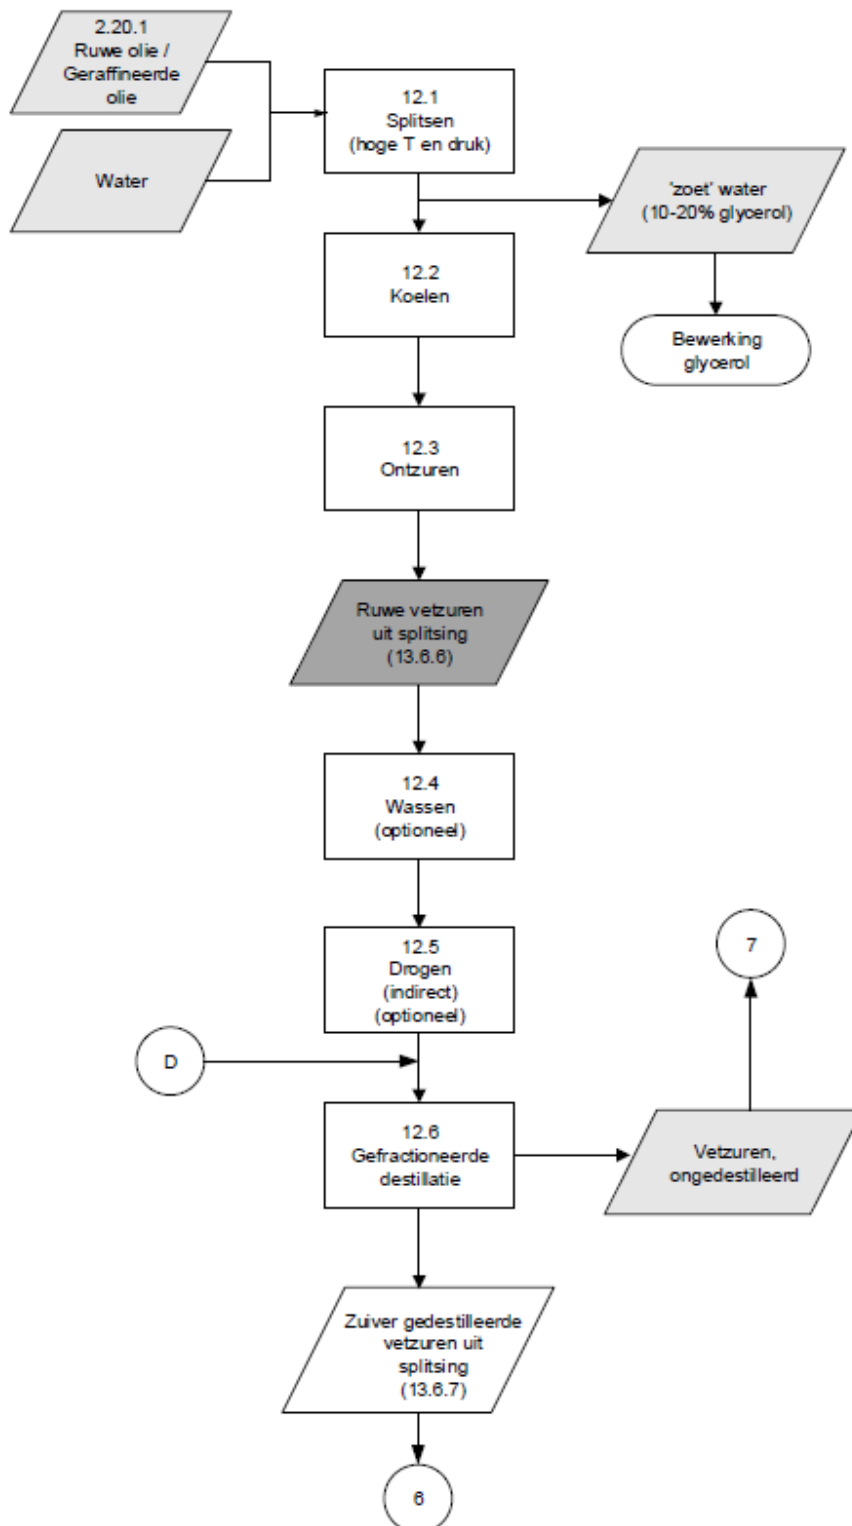 2.20.1
Ruwe olie /
Geraffineerde
olie
Water
12.1
Splitsen
(hoge T en druk)
'zoet' water
(10-20% glycerol)
12.2
Koelen
Bewerking
glycerol
12.3
Ontzuren
Ruwe vetzuren
uit splitsing
(13.6.6)
12.4
Wassen
(optioneel)
12.5
Drogen
(indirect)
(optioneel)
7
D
12.6
Gefractioneerde
destillatie
Vetzuren,
ongedestilleerd
Zuiver gedestilleerde
vetzuren uit
splitsing
(13.6.7)
6